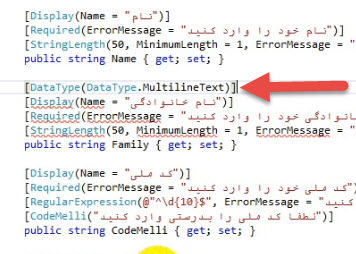 [Display(Name = "نام")]
[Required(ErrorMessage = "نام خود را وارد کنید")]
[StringLength(50, MinimumLength = 1, ErrorMessage = "
public string Name { get; set; }
[DataType(DataType.MultilineText)]
[Display(Name = "نام خانوادگی")]
[Required(ErrorMessage = "نام خانوادگی خود را وارد کنید
[StringLength(50, MinimumLength = 1, ErrorMessage = "
public string Family { get; set; }
[Display(Name = "کد ملی")]
[Required(ErrorMessage = "کد ملی خود را وارد کنید")]
[RegularExpression(@"^\d{10}$", ErrorMessage = "
[CodeMelli("لطفا کد ملی را بدرستی وارد کنید")]
public string CodeMelli { get; set; }